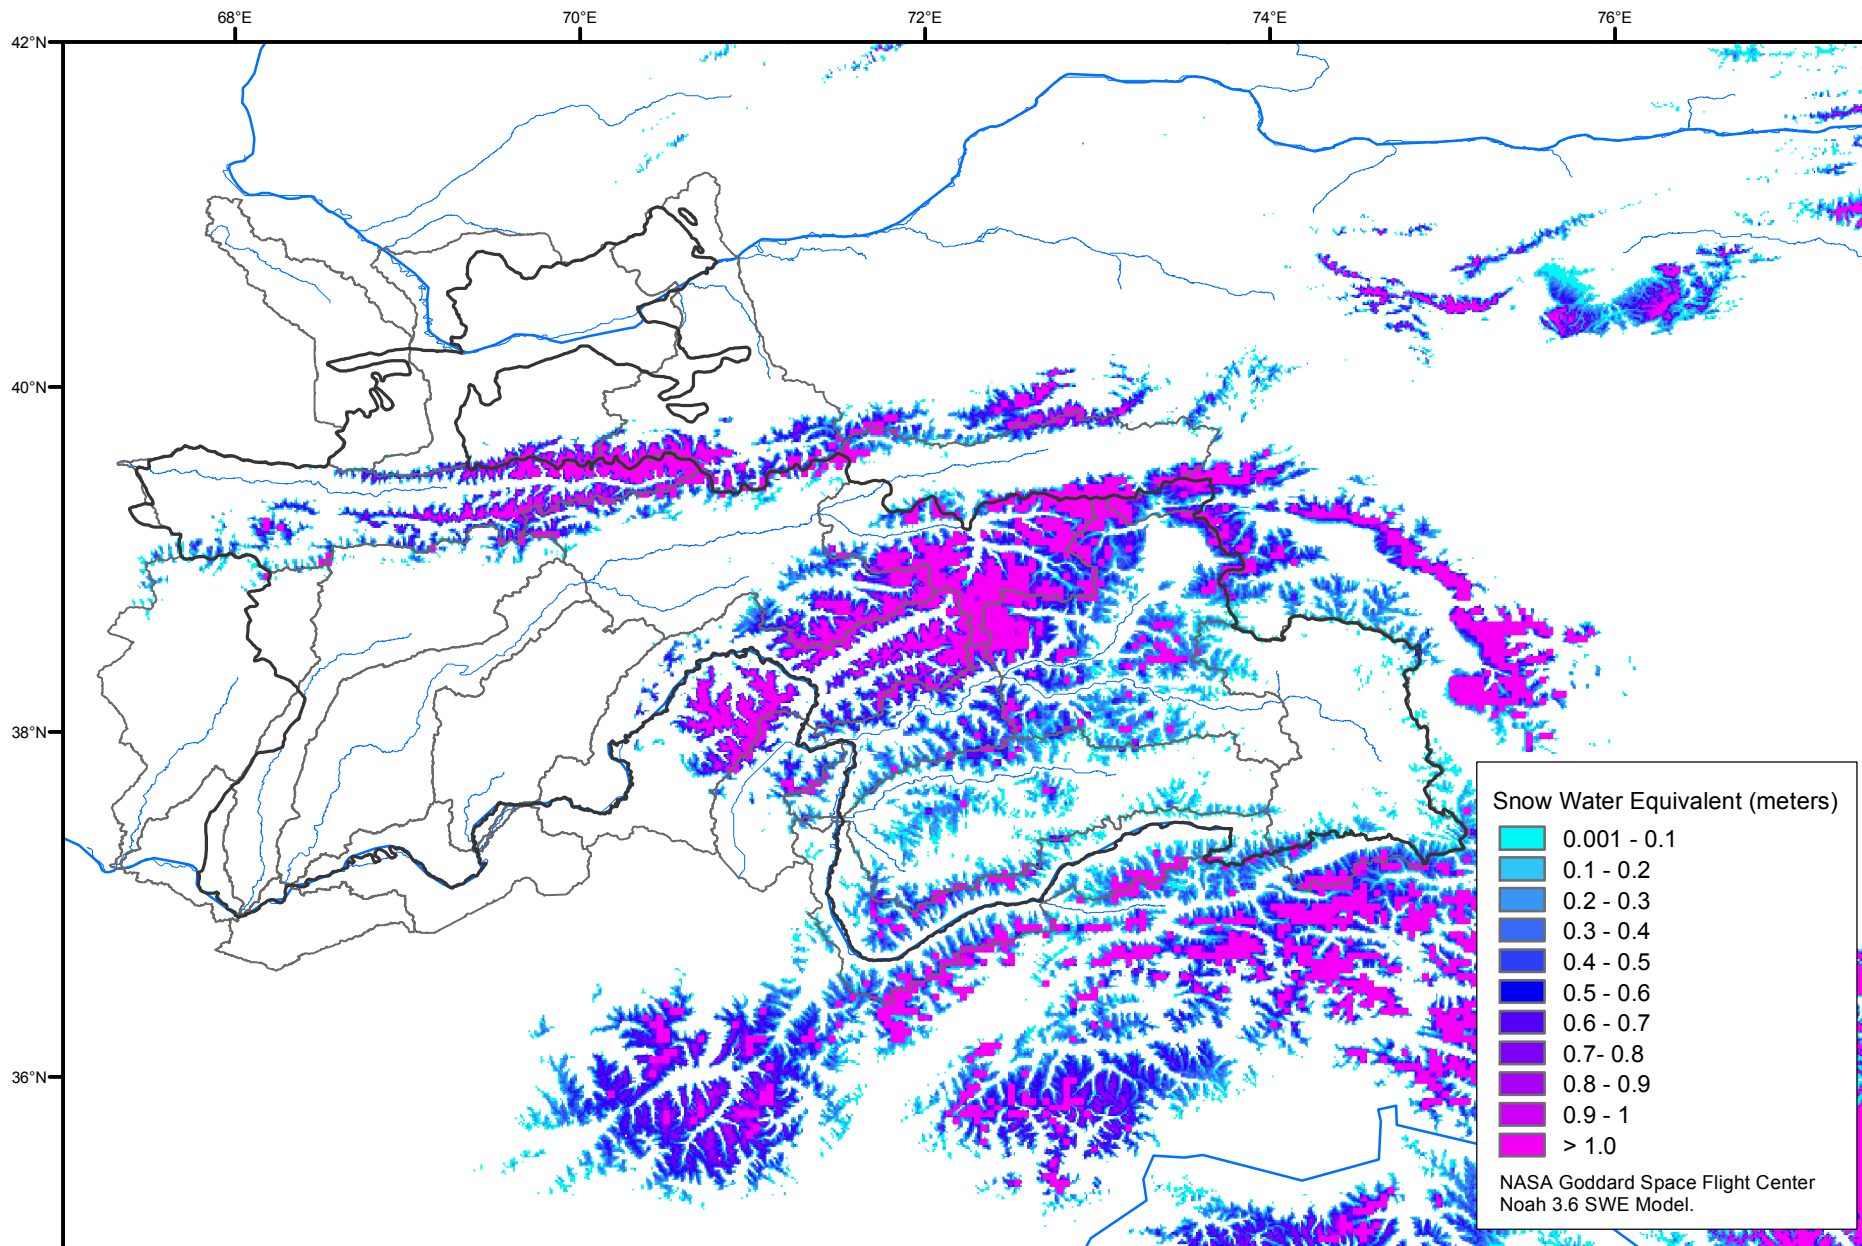 68°E
70°E
72°E
74°E
76°E
42°N
40°N
38°N
36°N
Snow Water Equivalent (meters)
0.001 - 0.1
0.1 - 0.2
0.2 - 0.3
0.3 - 0.4
0.4 - 0.5
0.5 - 0.6
0.6 - 0.7
0.7- 0.8
0.8 - 0.9
0.9 - 1
> 1.0
NASA Goddard Space Flight Center
Noah 3.6 SWE Model.